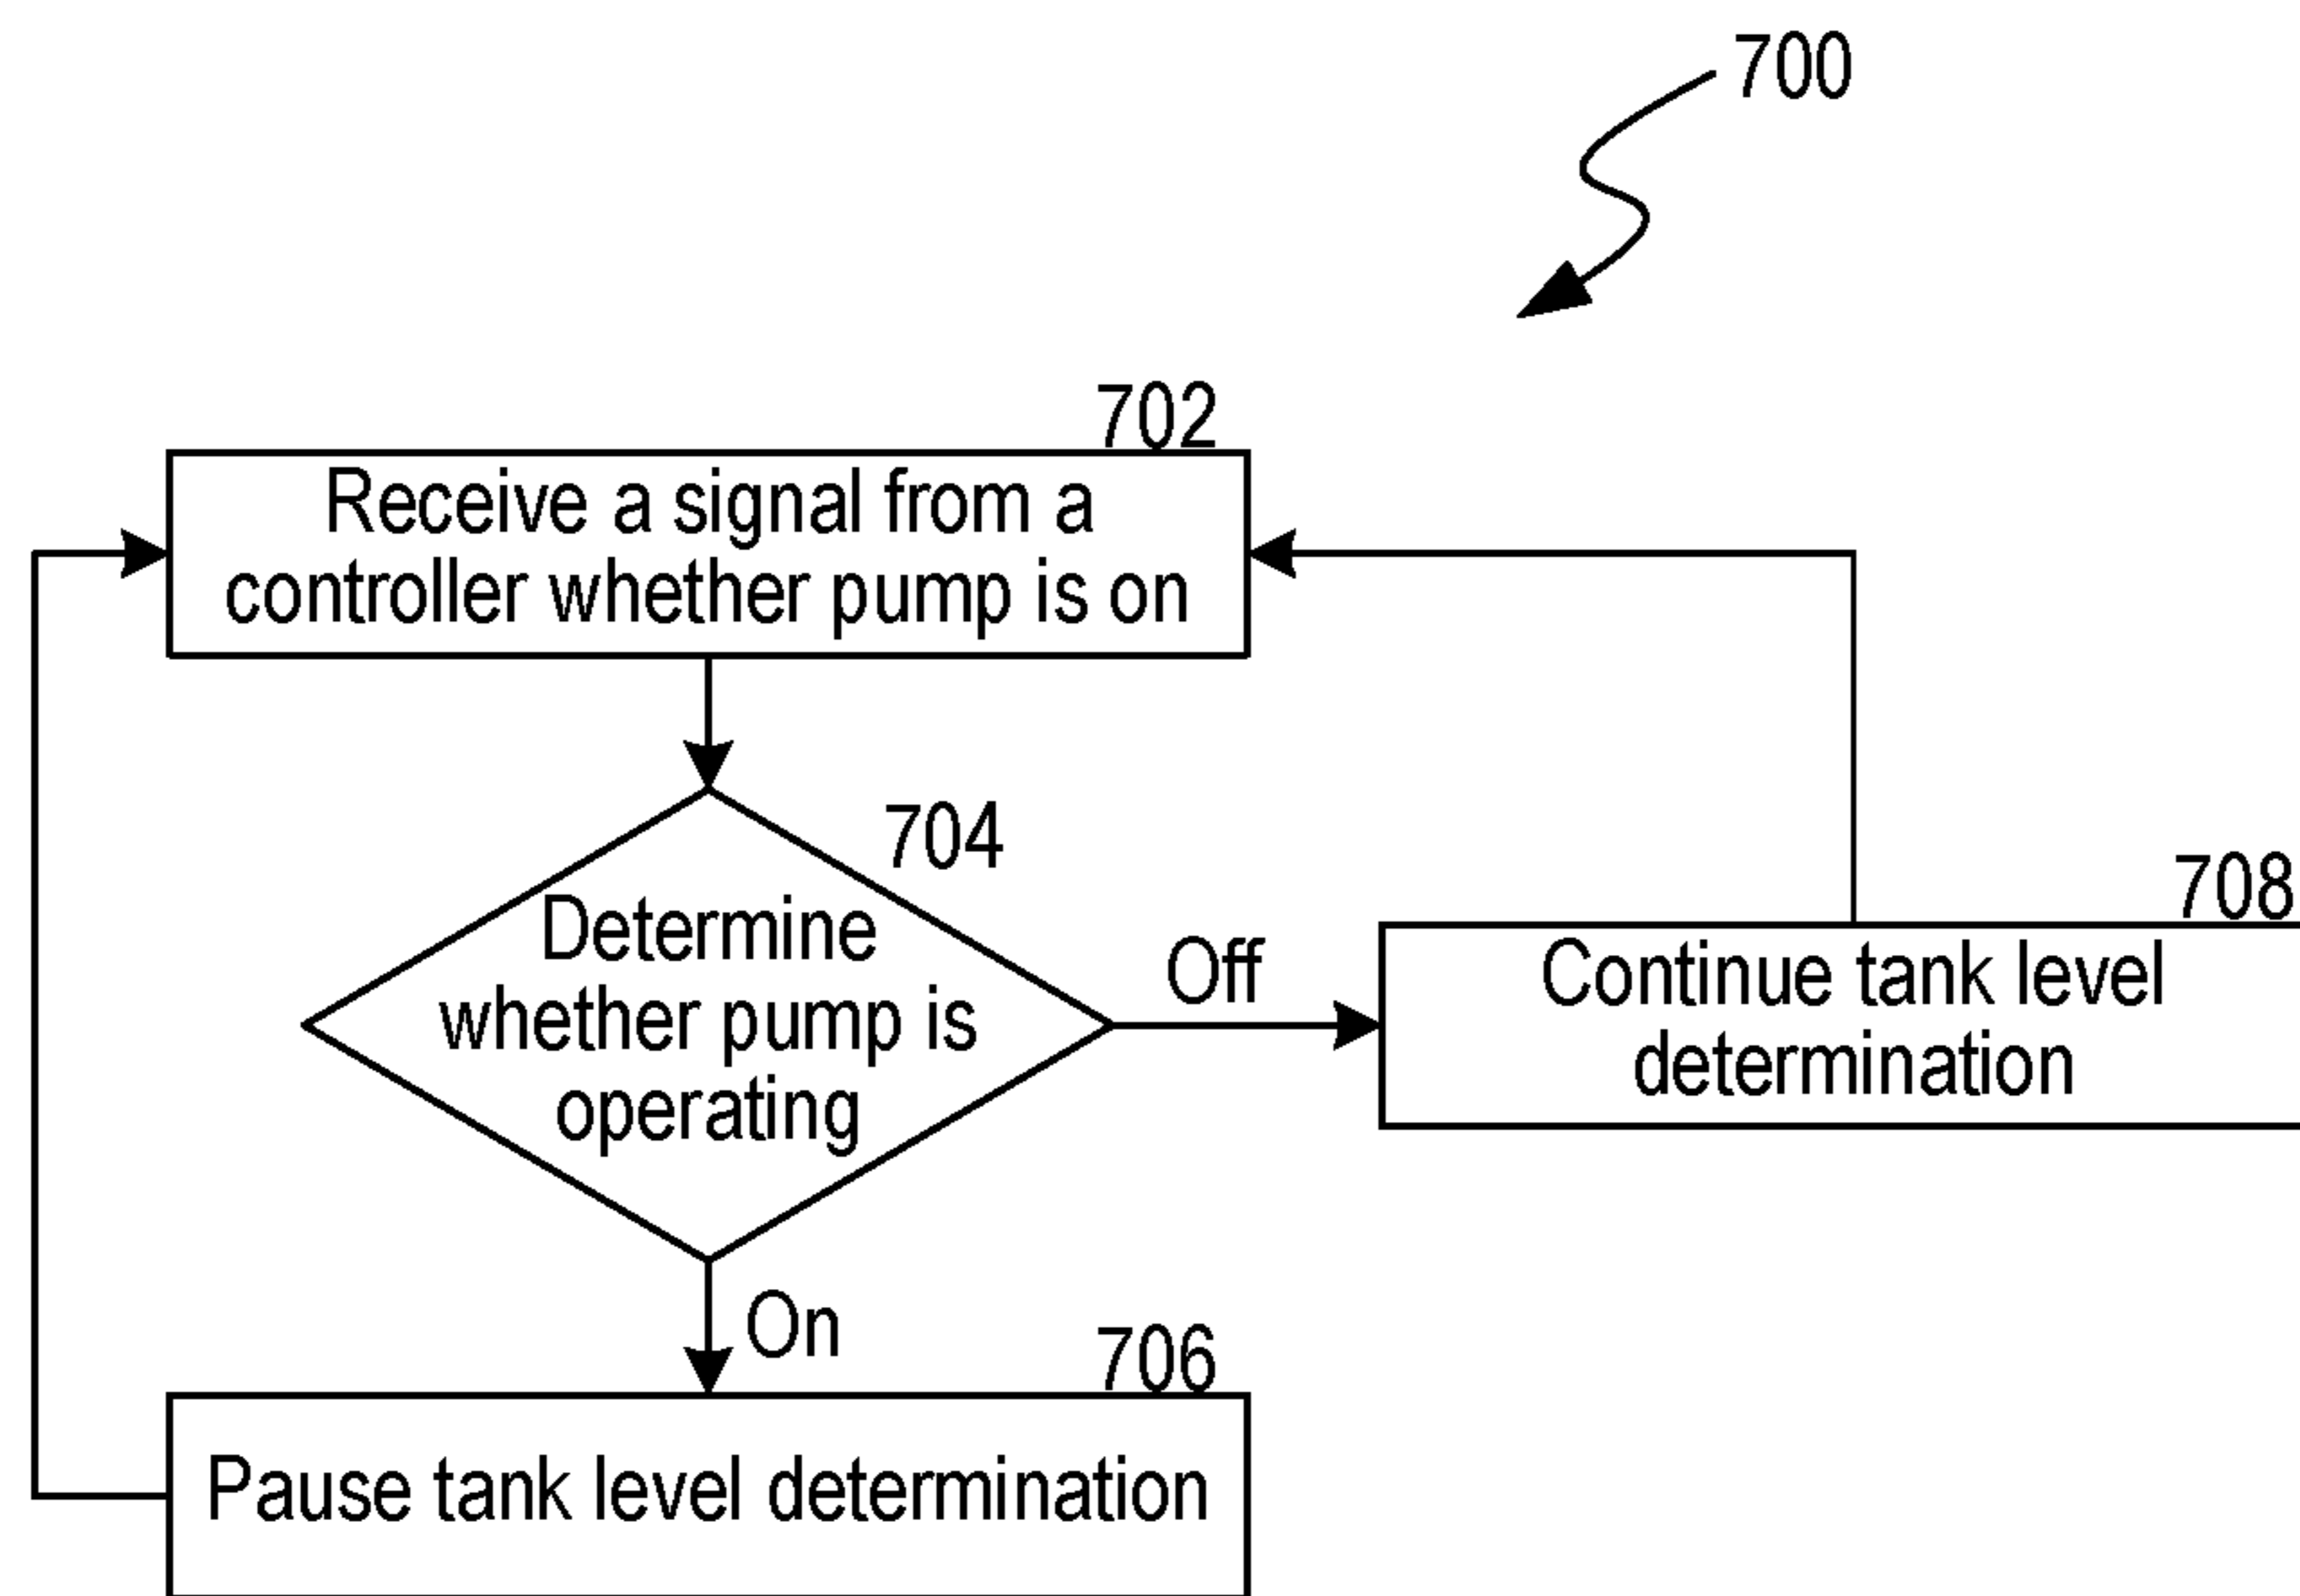 700
702
Receive a signal from a
controller whether pump is on
704
Determine
whether pump is
operating
Off
708
Continue tank level
determination
On
706
Pause tank level determination